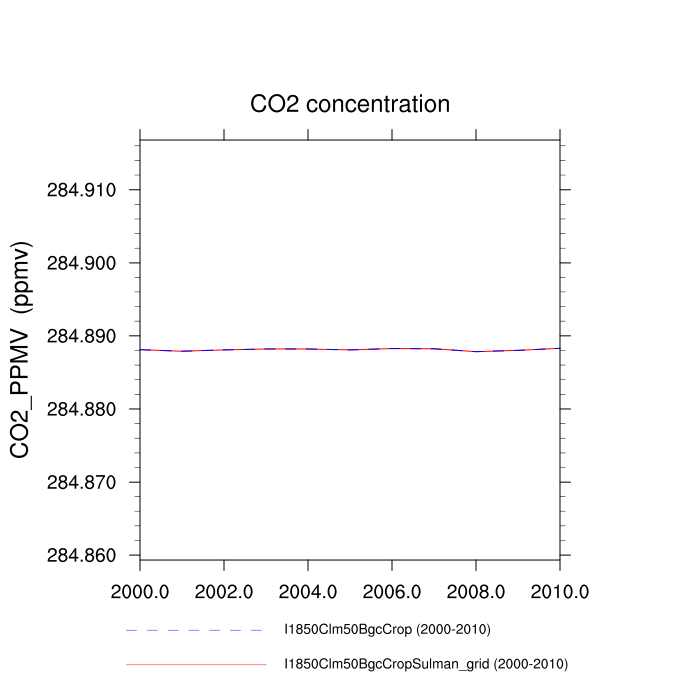 CO2 concentration
CO2_PPMV (ppmv)
284.910
284.900
284.890
284.880
284.870
284.860
2000.0 2002.0 2004.0 2006.0 2008.0 2010.0
I1850Clm50BgcCrop (2000-2010)
I1850Clm50BgcCropSulman_grid (2000-2010)